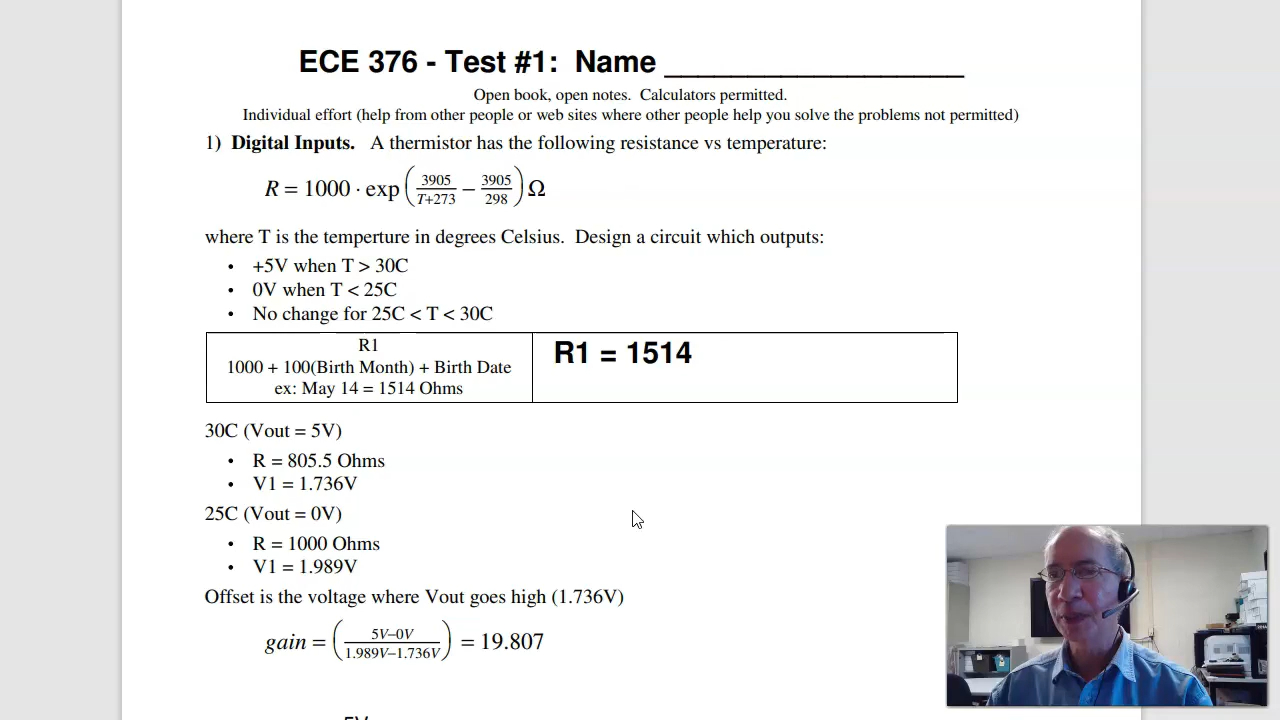 ECE 376 - Test #1: Name __________________
Open book, open notes. Calculators permitted.
Individual effort (help from other people or web sites where other people help you solve the problems not permitted)
1) Digital Inputs. A thermistor has the following resistance vs temperature:
R = 1000 · exp( 3905/T+273 − 3905/298 ) Ω
where T is the temperture in degrees Celsius. Design a circuit which outputs:
• +5V when T > 30C
• 0V when T < 25C
• No change for 25C < T < 30C
R1
1000 + 100(Birth Month) + Birth Date
ex: May 14 = 1514 Ohms
R1 = 1514
30C (Vout = 5V)
• R = 805.5 Ohms
• V1 = 1.736V
25C (Vout = 0V)
• R = 1000 Ohms
• V1 = 1.989V
Offset is the voltage where Vout goes high (1.736V)
gain = ( 5V−0V/1.989V−1.736V ) = 19.807
5V